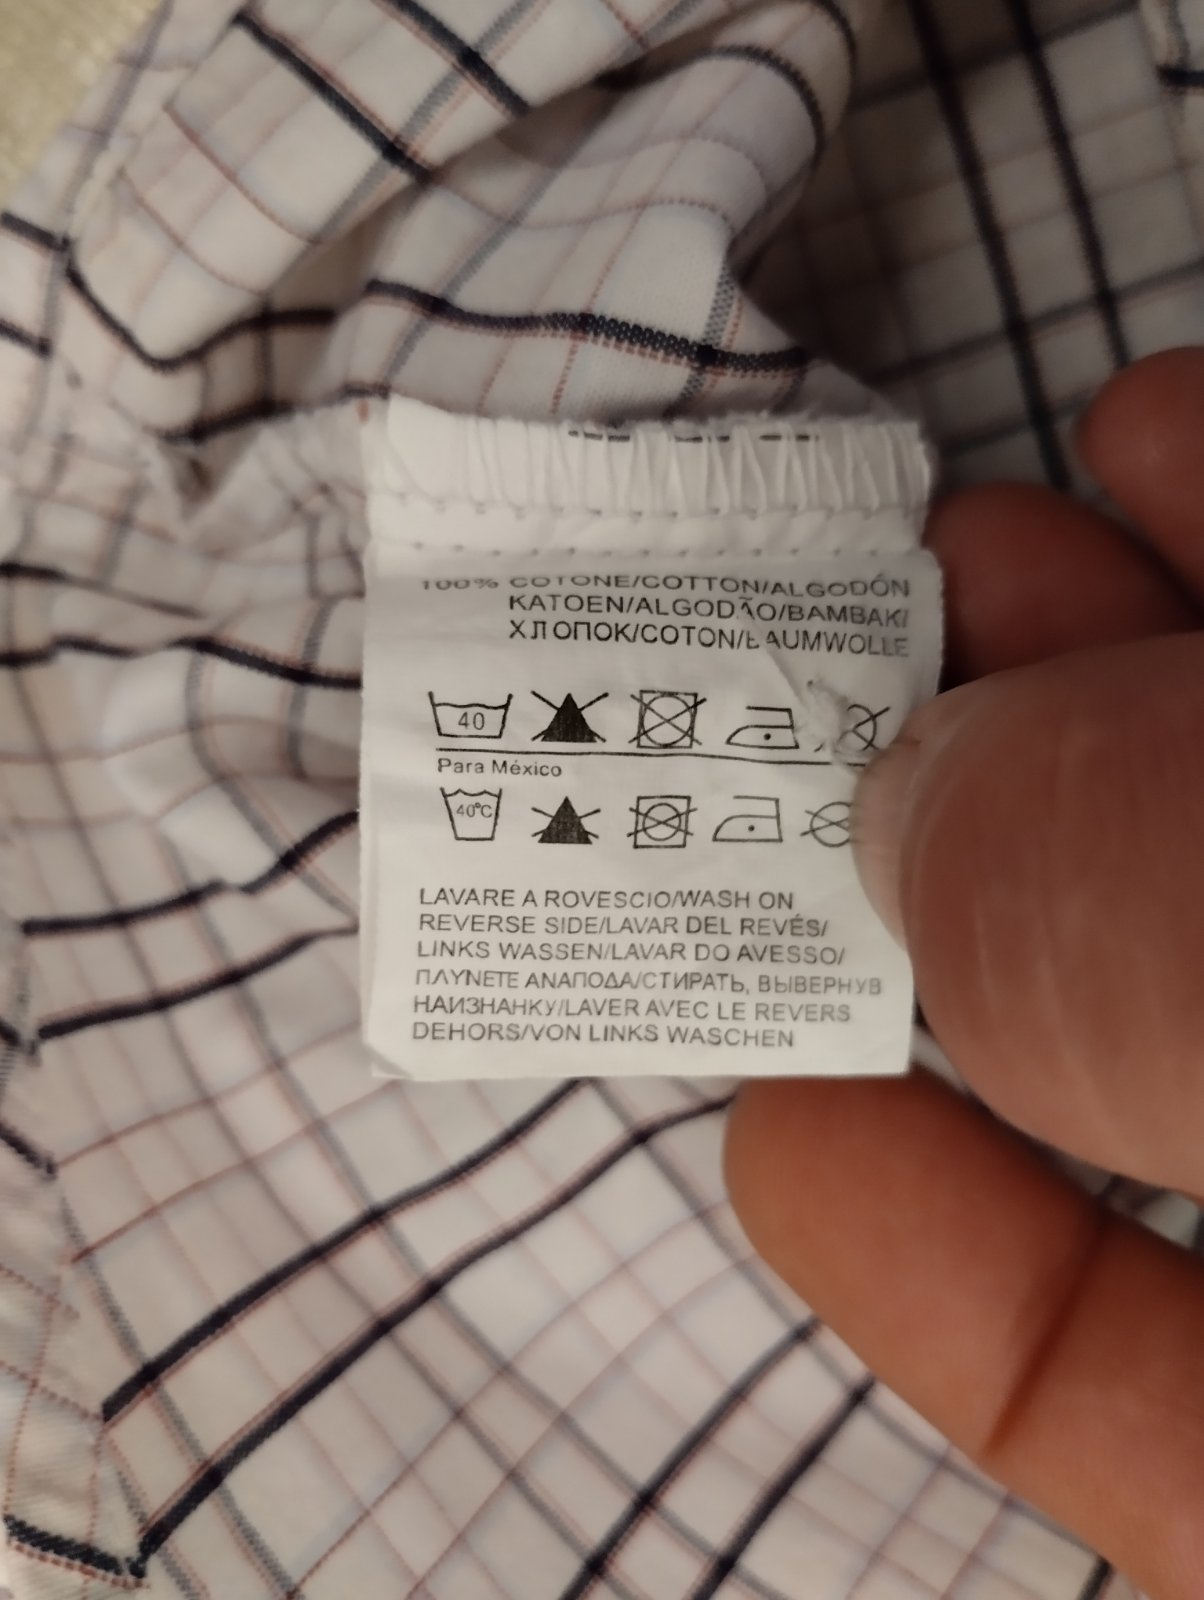 100% COTONE/COTTON/ALGODÓN
KATOEN/ALGODÃO/BAMBAKI/
ХЛОПОК/COTON/BAUMWOLLE
40
Para México
40°C
LAVARE A ROVESCIO/WASH ON
REVERSE SIDE/LAVAR DEL REVÉS/
LINKS WASSEN/LAVAR DO AVESSO/
ΠΛΥΝΕΤΕ ΑΝΑΠΟΔΑ/СТИРАТЬ, ВЫВЕРНУВ
НАИЗНАНКУ/LAVER AVEC LE REVERS
DEHORS/VON LINKS WASCHEN